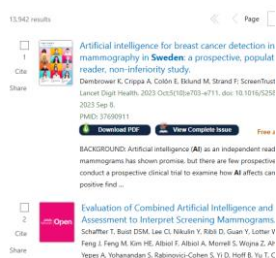 13,942 results
Page
1
Cite
Share
Artificial intelligence for breast cancer detection in
mammography in Sweden: a prospective, populat
reader, non-inferiority study.
Dembrower K, Crippa A, Colón E, Eklund M, Strand F; ScreenTrust
Lancet Digit Health. 2023 Oct;5(10):e703-e711. doi: 10.1016/S258
2023 Sep 8.
PMID: 37690911
Download PDF
View Complete Issue
Free a
BACKGROUND: Artificial intelligence (AI) as an independent read
mammograms has shown promise, but there are few prospective
conduct a prospective clinical trial to examine how AI affects can
positive find ...
2
Cite
Share
Open
Evaluation of Combined Artificial Intelligence and
Assessment to Interpret Screening Mammograms.
Schaffter T, Buist DSM, Lee CI, Nikulin Y, Ribli D, Guan Y, Lotter W
Feng J, Feng M, Kim HE, Albiol F, Albiol A, Morrell S, Wojna Z, Ah
Yepes A, Yohanandan S, Rabinovici-Cohen S, Yi D, Hoff B, Yu T, C